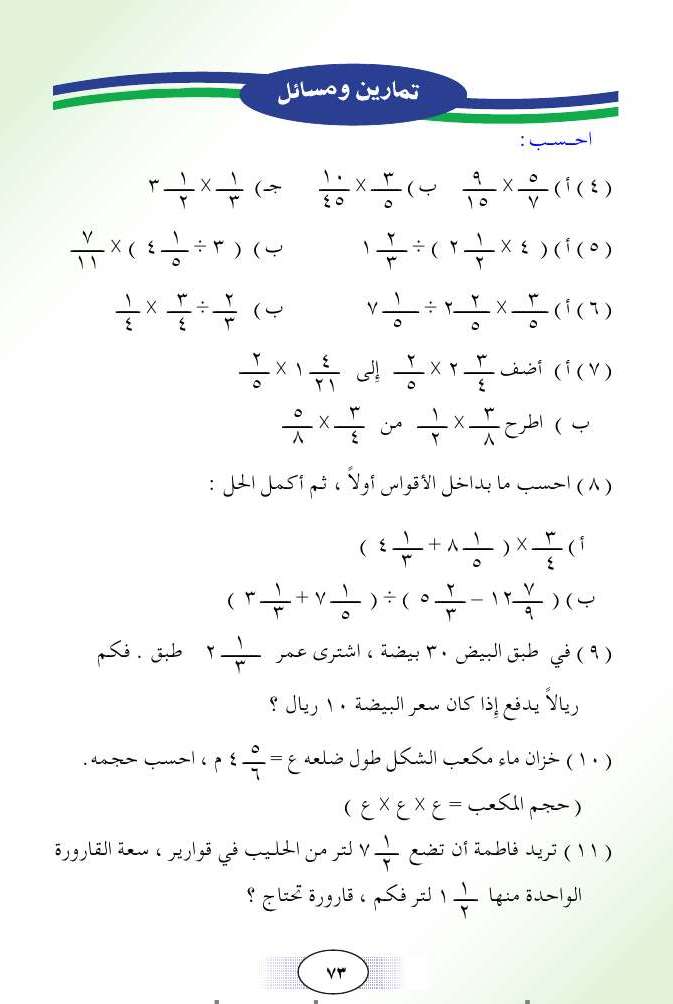 تمارين ومسائل
احسب :
( ٤ ) أ ) ٥/٧ × ٩/١٥ ب ) ٣/٥ × ١٠/٤٥ جـ ) ١/٣ × ٣ ١/٢
( ٥ ) أ ) ( ٤ × ٢ ١/٢ ) ÷ ١ ٢/٣ ب ) ( ٣ ÷ ٤ ١/٥ ) × ٧/١١
( ٦ ) أ ) ٣/٥ × ٢ ٢/٥ ÷ ٧ ١/٥ ب ) ٢/٣ ÷ ٣/٤ × ١/٤
( ٧ ) أ ) أضف ٢ ٣/٤ × ٢/٥ إلى ١ ٤/٢١ × ٢/٥
ب ) اطرح ٣/٨ × ١/٢ من ٣/٤ × ٥/٨
( ٨ ) احسب ما بداخل الأقواس أولاً ، ثم أكمل الحل :
أ ) ٣/٤ × ( ٨ ١/٥ + ٤ ١/٣ )
ب ) ( ١٢ ٧/٩ − ٥ ٢/٣ ) ÷ ( ٧ ١/٥ + ٣ ١/٣ )
( ٩ ) في طبق البيض ٣٠ بيضة ، اشترى عمر ٢ ١/٣ طبق . فكم
ريالاً يدفع إذا كان سعر البيضة ١٠ ريال ؟
( ١٠ ) خزان ماء مكعب الشكل طول ضلعه ع = ٤ ٥/٦ م ، احسب حجمه.
( حجم المكعب = ع × ع × ع )
( ١١ ) تريد فاطمة أن تضع ٧ ١/٢ لتر من الحليب في قوارير ، سعة القارورة
الواحدة منها ١ ١/٢ لتر فكم ، قارورة تحتاج ؟
٧٣